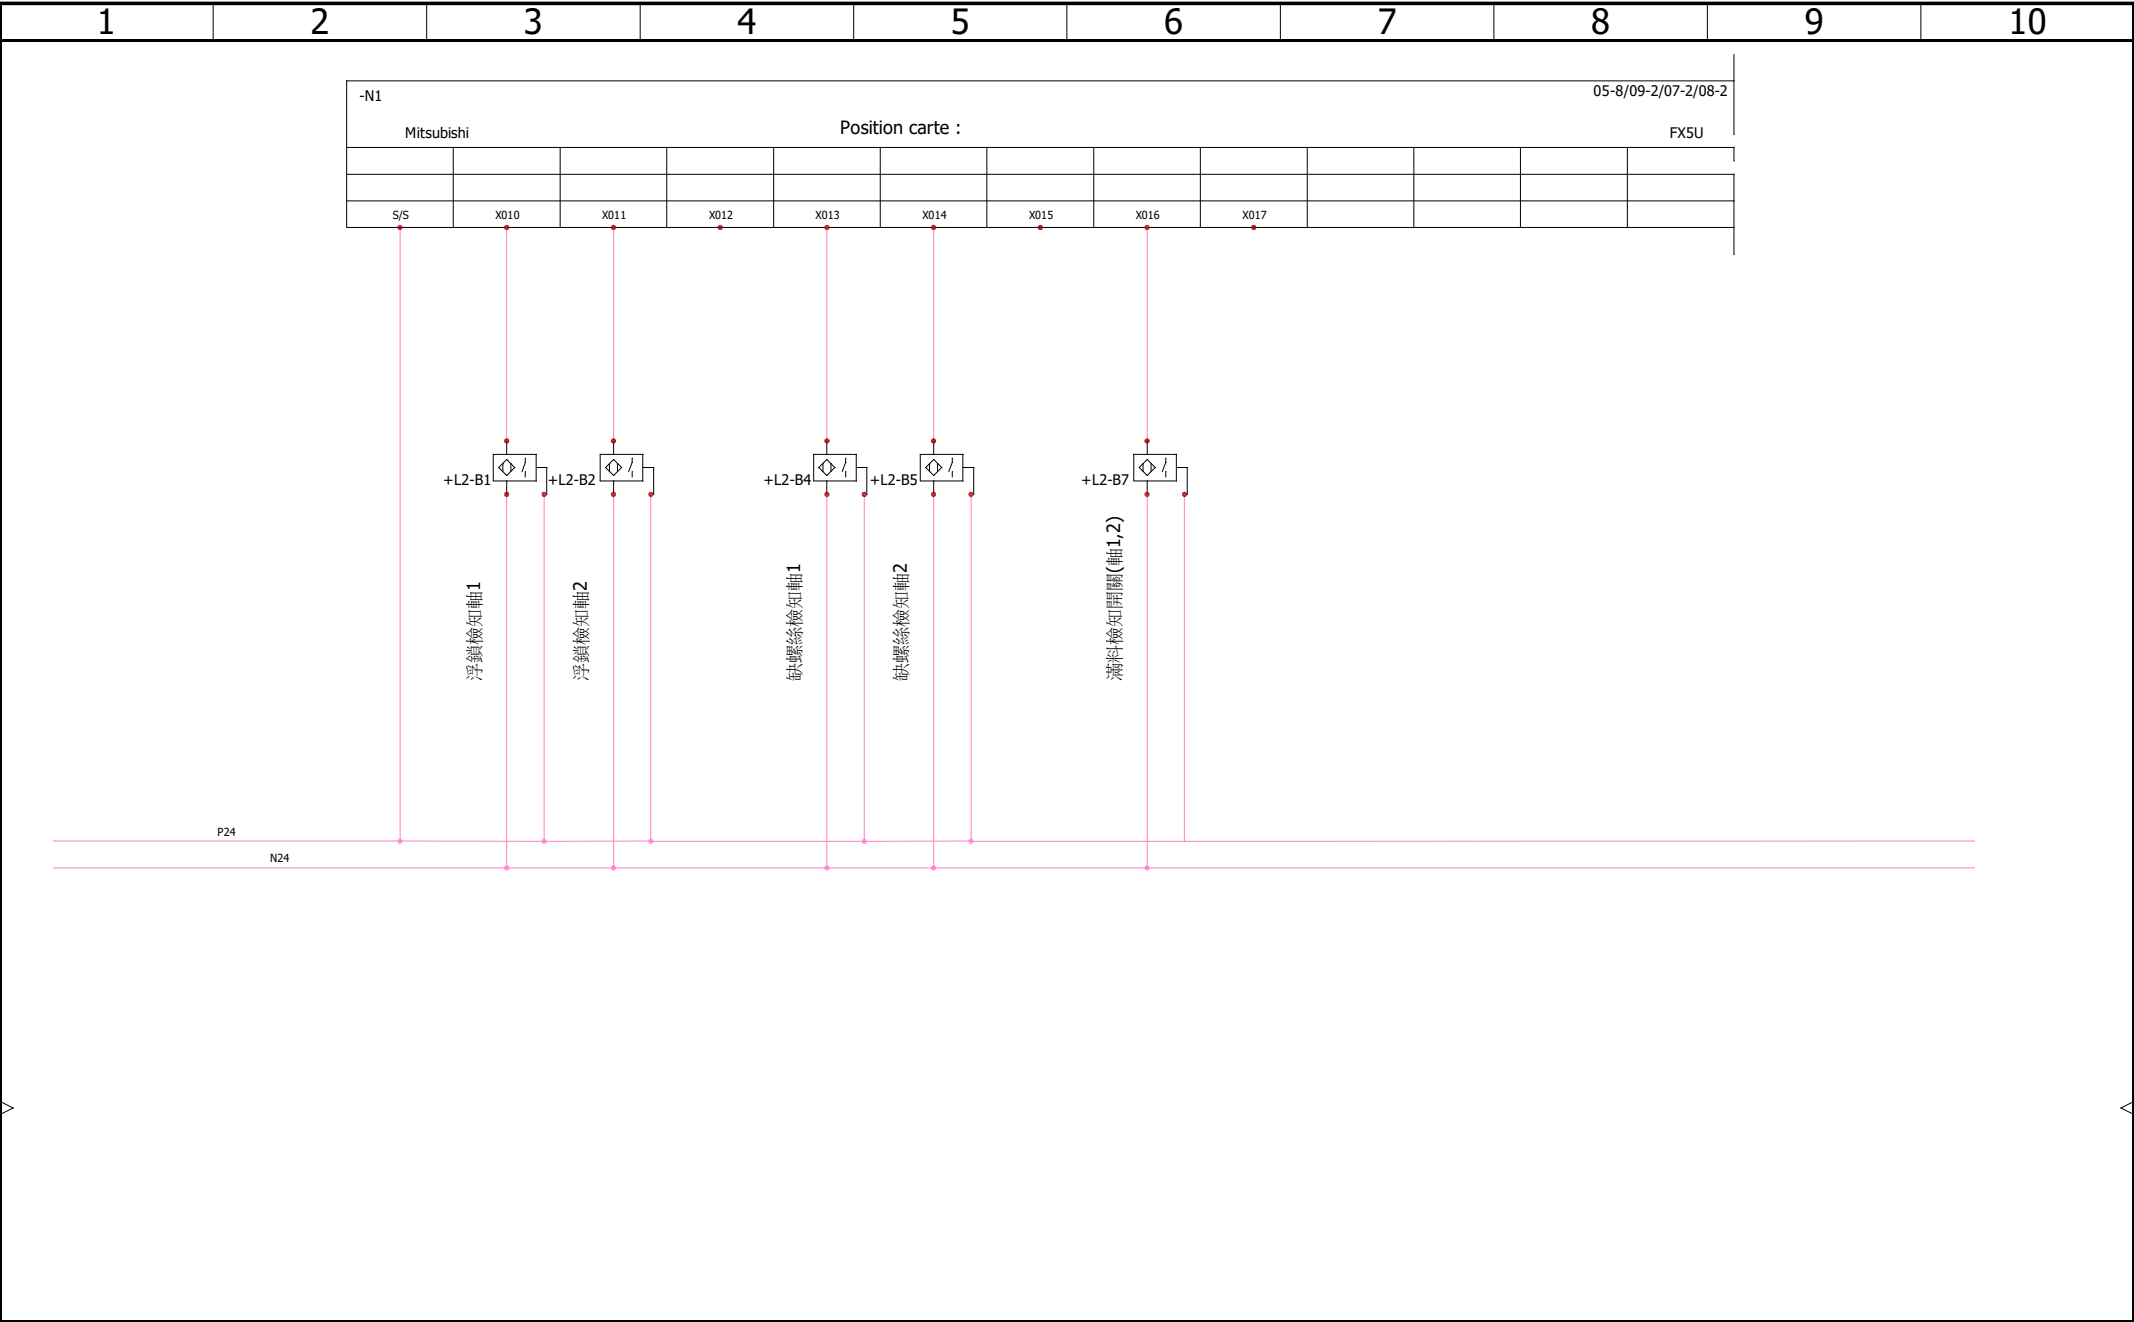 1 2 3 4 5 6 7 8 9 10
-N1 05-8/09-2/07-2/08-2
Mitsubishi Position carte : FX5U
S/S X010 X011 X012 X013 X014 X015 X016 X017
+L2-B1 +L2-B2 +L2-B4 +L2-B5 +L2-B7
浮鎖檢知軸1
浮鎖檢知軸2
缺螺絲檢知軸1
缺螺絲檢知軸2
滿料檢知開關(軸1,2)
P24
N24